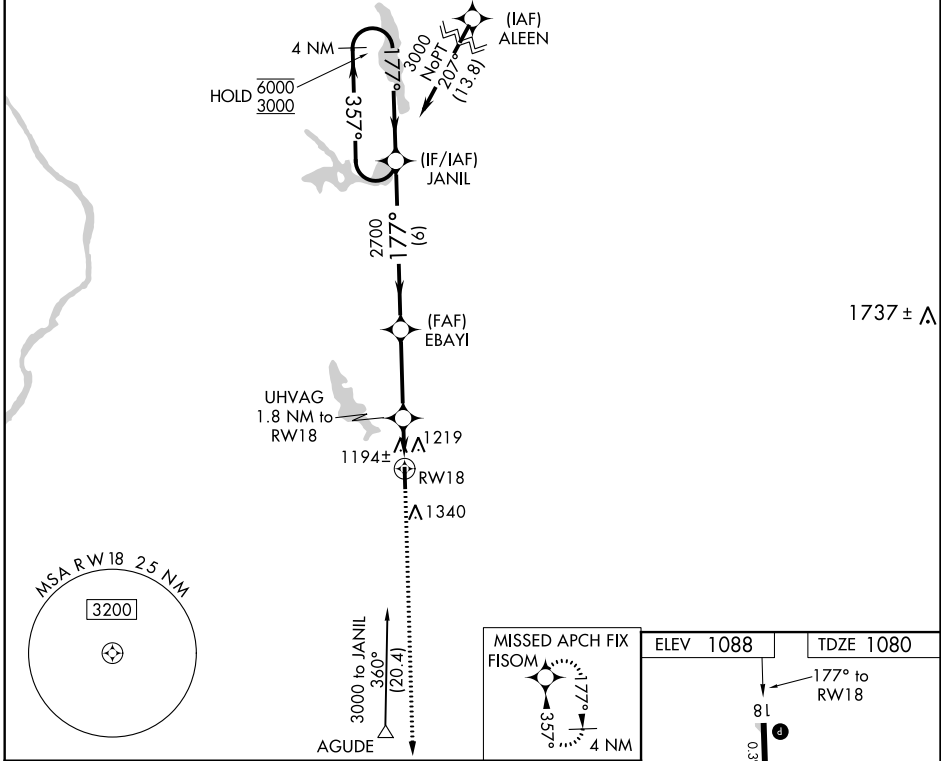 (IAF)
ALEEN
4 NM
HOLD 6000
3000
177°
357°
3000
NoPT
207°
(13.8)
(IF/IAF)
JANIL
2700
177°
(6)
1737 ±
(FAF)
EBAYI
UHVAG
1.8 NM to
RW18
1219
1194±
RW18
1340
MSA RW18 25 NM
3200
3000 to JANIL
360°
(20.4)
AGUDE
MISSED APCH FIX
FISOM
177°
357°
4 NM
ELEV 1088
TDZE 1080
177° to
RW18
18
P